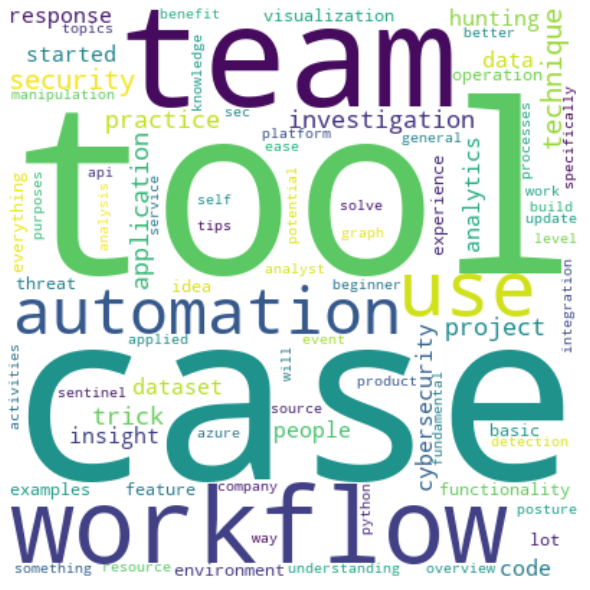 response
topics
benefit
visualization
hunting
better
started
security
manipulation
knowledge
team
data
operation
technique
specifically
practice
sec
investigation
platform
ease
general
tool
processes
everything
purposes
api
analysis
application
service
self
tips
potential
solve
graph
experience
analytics
work
build
update
level
threat
idea
analyst
beginner
use
integration
automation
project
activities
applied
event
will
case
sentinel
dataset
trick
insight
azure
source
people
product
cybersecurity
fundamental
basic
detection
examples
feature
company
functionality
workflow
way
python
posture
lot
something
resource
environment
understanding
overview
code